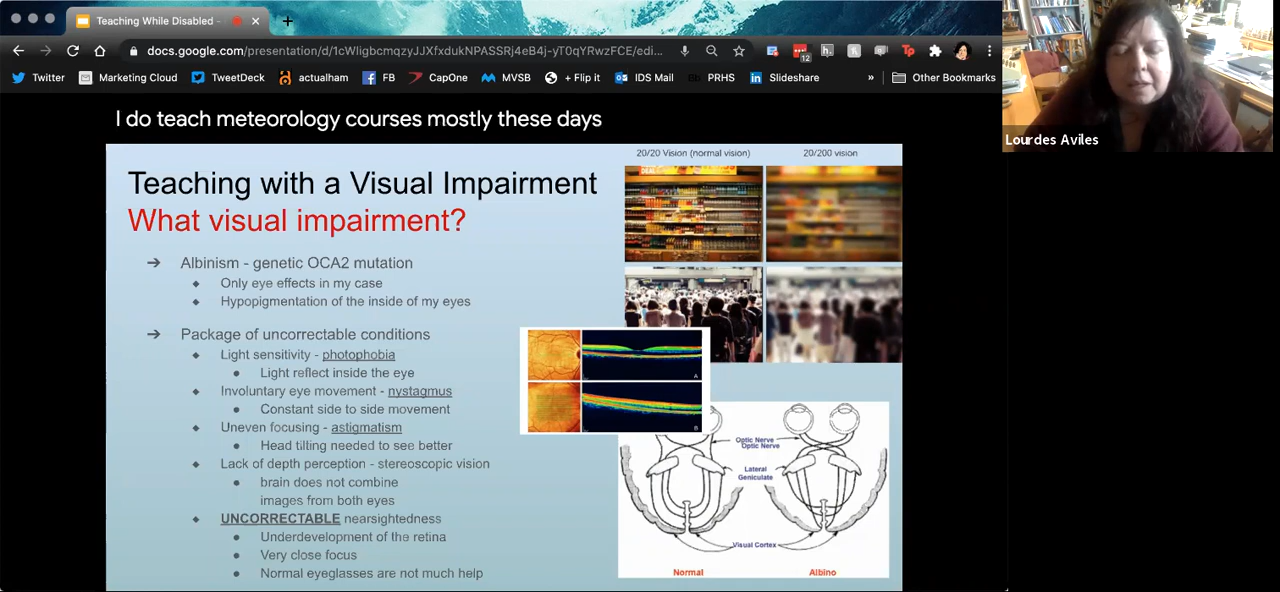 Teaching While Disabled -
docs.google.com/presentation/d/1cWIigbcmqzyJJXfxdukNPASSRj4eB4j-yT0qYRwzFCE/edi...
12
Twitter
Marketing Cloud
TweetDeck
actualham
FB
CapOne
MVSB
+ Flip it
IDS Mail
Bb PRHS
Slideshare
»
Other Bookmarks
Lourdes Aviles
I do teach meteorology courses mostly these days
20/20 Vision (normal vision)
20/200 vision
Teaching with a Visual Impairment
What visual impairment?
Albinism - genetic OCA2 mutation
Only eye effects in my case
Hypopigmentation of the inside of my eyes
Package of uncorrectable conditions
Light sensitivity - photophobia
Light reflect inside the eye
Involuntary eye movement - nystagmus
Constant side to side movement
Uneven focusing - astigmatism
Head tilling needed to see better
Lack of depth perception - stereoscopic vision
brain does not combine
images from both eyes
UNCORRECTABLE nearsightedness
Underdevelopment of the retina
Very close focus
Normal eyeglasses are not much help
A
B
Optic Nerve
Optic Nerve
Lateral
Geniculate
Visual Cortex
Normal
Albino